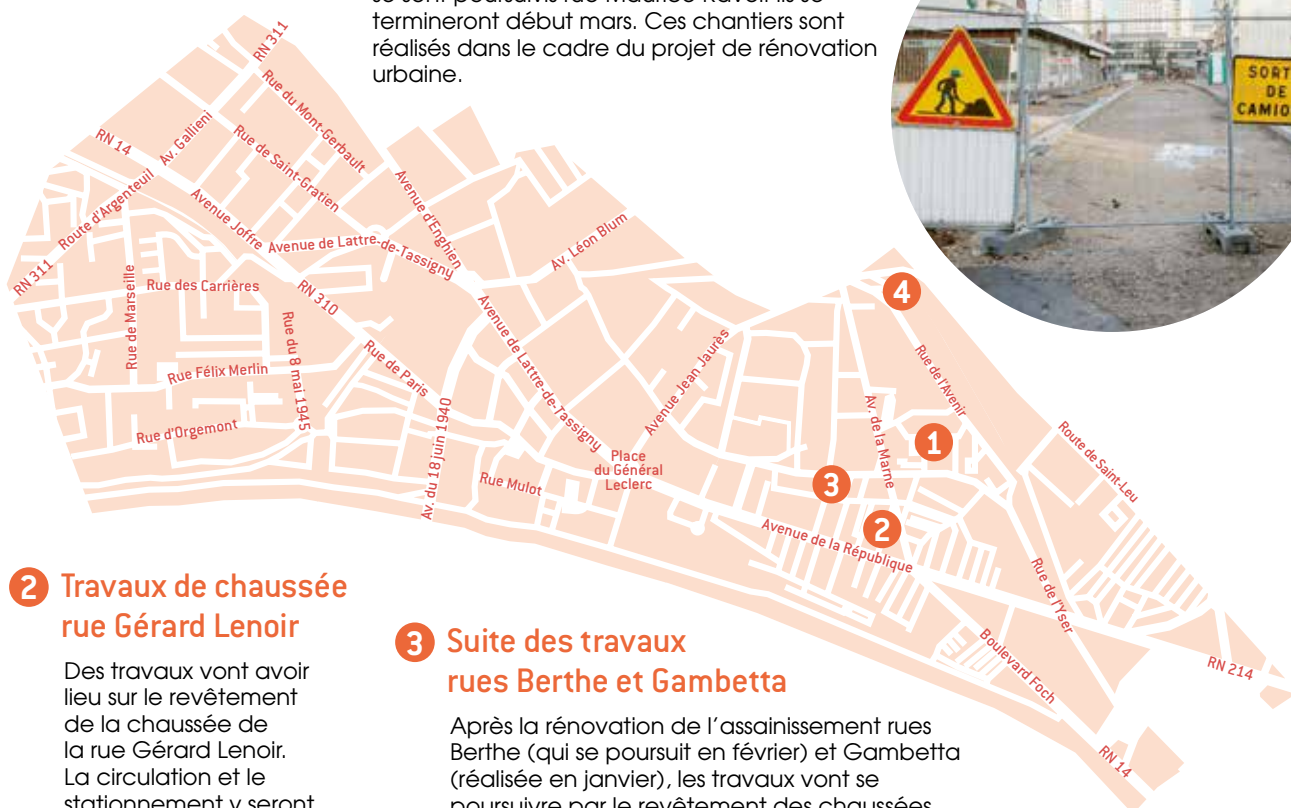 termineront début mars. Ces chantiers sont
réalisés dans le cadre du projet de rénovation
urbaine.
SORT
DE
CAMIO
RN 311
Rue du Mont-Gerbault
Av. Gallieni
RN 14
Rue de Saint-Gratien
Route d'Argenteuil
Avenue Joffre
Avenue d'Enghien
Avenue de Lattre-de-Tassigny
Av. Léon Blum
RN 311
Rue de Marseille
Rue des Carrières
RN 310
Rue du 8 mai 1945
Rue de Paris
Rue Félix Merlin
Rue d'Orgemont
Avenue de Lattre-de-Tassigny
Avenue Jean Jaurès
Av. du 18 juin 1940
Rue Mulot
Place
du Général
Leclerc
4
Rue de l'Avenir
Av. de la Marne
1
Route de Saint-Leu
3
2
Avenue de la République
Rue de l'Yser
Boulevard Foch
RN 214
RN 14
2 Travaux de chaussée
rue Gérard Lenoir
Des travaux vont avoir
lieu sur le revêtement
de la chaussée de
la rue Gérard Lenoir.
La circulation et le
stationnement y seront
3 Suite des travaux
rues Berthe et Gambetta
Après la rénovation de l'assainissement rues
Berthe (qui se poursuit en février) et Gambetta
(réalisée en janvier), les travaux vont se
poursuivre par le revêtement des chaussées